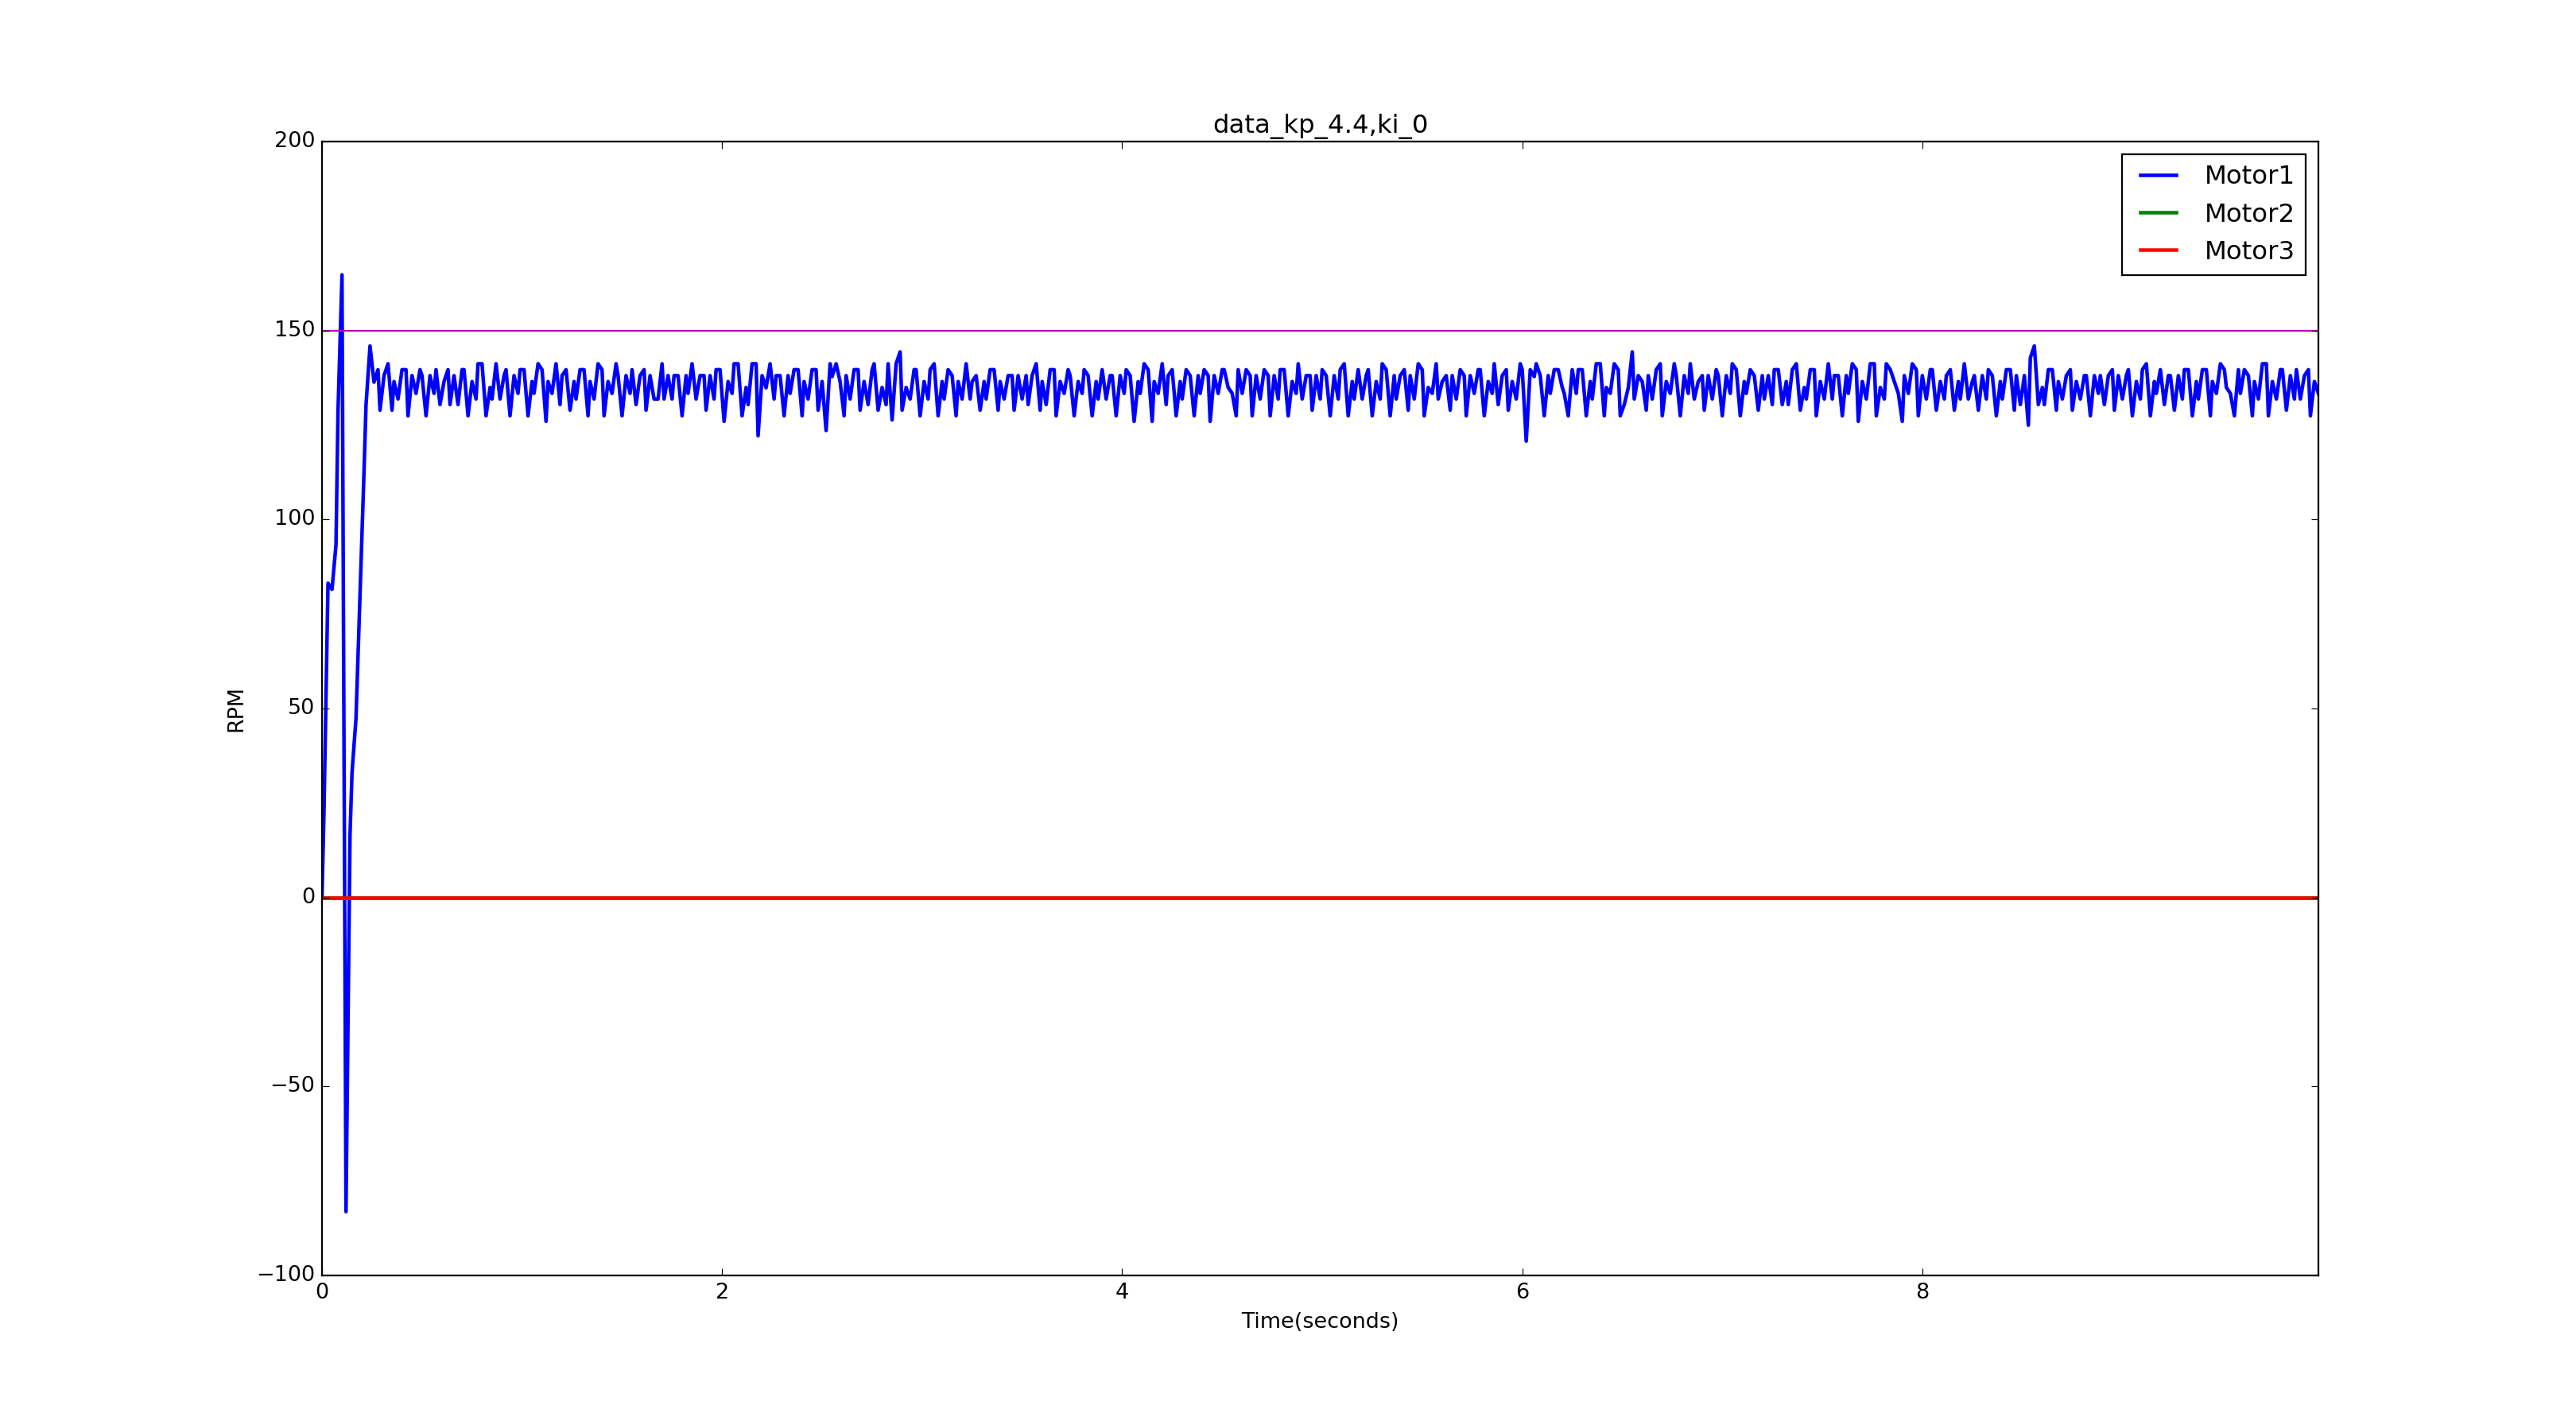 data_kp_4.4,ki_0
200
150
100
50
0
−50
−100
RPM
Motor1
Motor2
Motor3
0 2 4 6 8
Time(seconds)